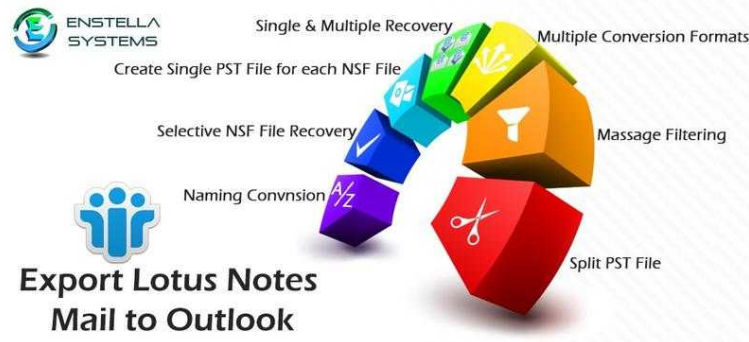 ENSTELLA
SYSTEMS
Single & Multiple Recovery
Multiple Conversion Formats
Create Single PST File for each NSF File
Selective NSF File Recovery
Massage Filtering
Naming Convnsion
A/Z
Split PST File
Export Lotus Notes
Mail to Outlook